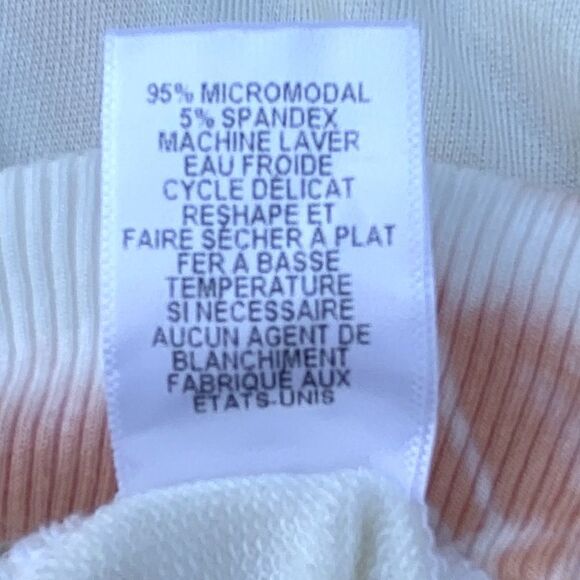 95% MICROMODAL
5% SPANDEX
MACHINE LAVER
EAU FROIDE
CYCLE DÉLICAT
RESHAPE ET
FAIRE SÉCHER À PLAT
FER À BASSE
TEMPERATURE
SI NÉCESSAIRE
AUCUN AGENT DE
BLANCHIMENT
FABRIQUÉ AUX
ÉTATS-UNIS